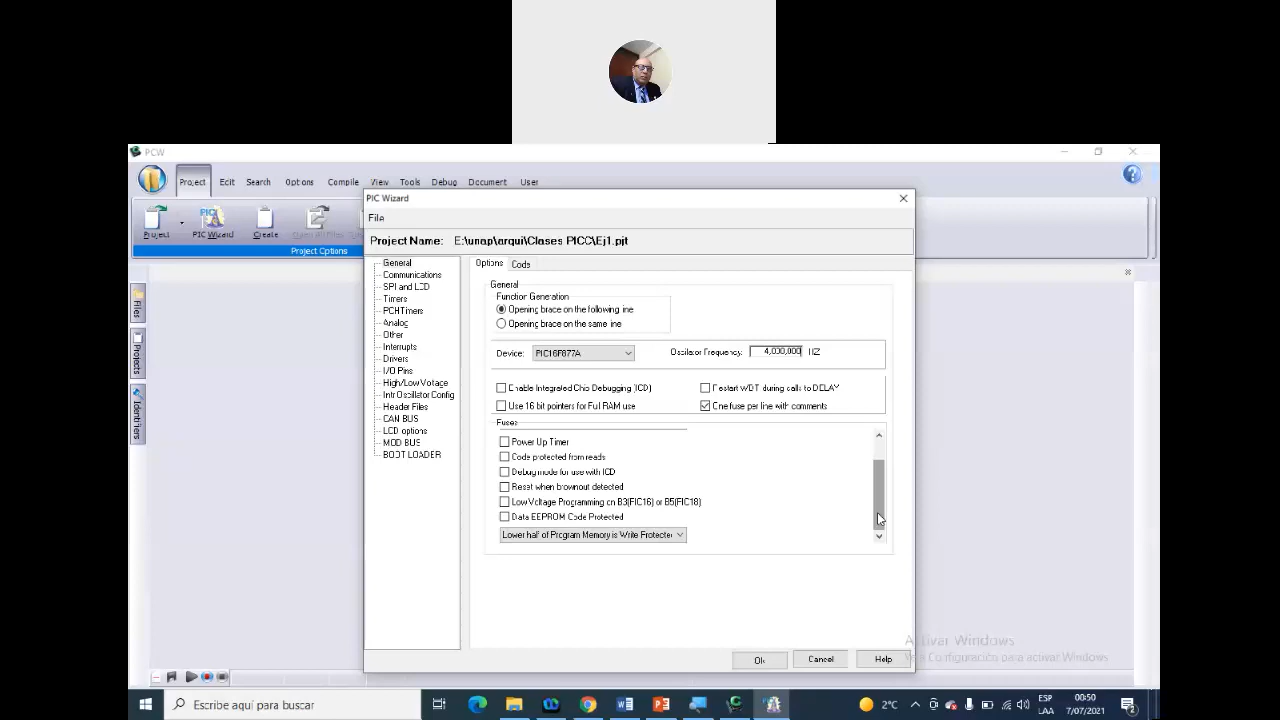 PCW
Project Edit Search Options Compile View Tools Debug Document User
Project PIC Wizard Create
Project Options
Files
Projects
Identifiers
PIC Wizard
File
Project Name: E:\unap\arqui\Clases PICC\Ej1.pjt
General
Communications
SPI and LCD
Timers
PCH Timers
Analog
Other
Interrupts
Drivers
I/O Pins
High/Low Voltage
Intr Oscillator Config
Header Files
CAN BUS
LCD options
MOD BUS
BOOT LOADER
Options Code
General
Function Generation
Opening brace on the following line
Opening brace on the same line
Device: PIC16F877A Oscilator Frequency: 4,000,000 HZ
Enable Integrated Chip Debugging (ICD) Restart WDT during calls to DELAY
Use 16 bit pointers for Full RAM use One fuse per line with comments
Fuses
Power Up Timer
Code protected from reads
Debug mode for use with ICD
Reset when brownout detected
Low Voltage Programming on B3(PIC16) or B5(PIC18)
Data EEPROM Code Protected
Lower half of Program Memory is Write Protected
Ok Cancel Help
Activar Windows
Ve a Configuración para activar Windows.
Escribe aquí para buscar
2°C
ESP
LAA
00:50
7/07/2021
2